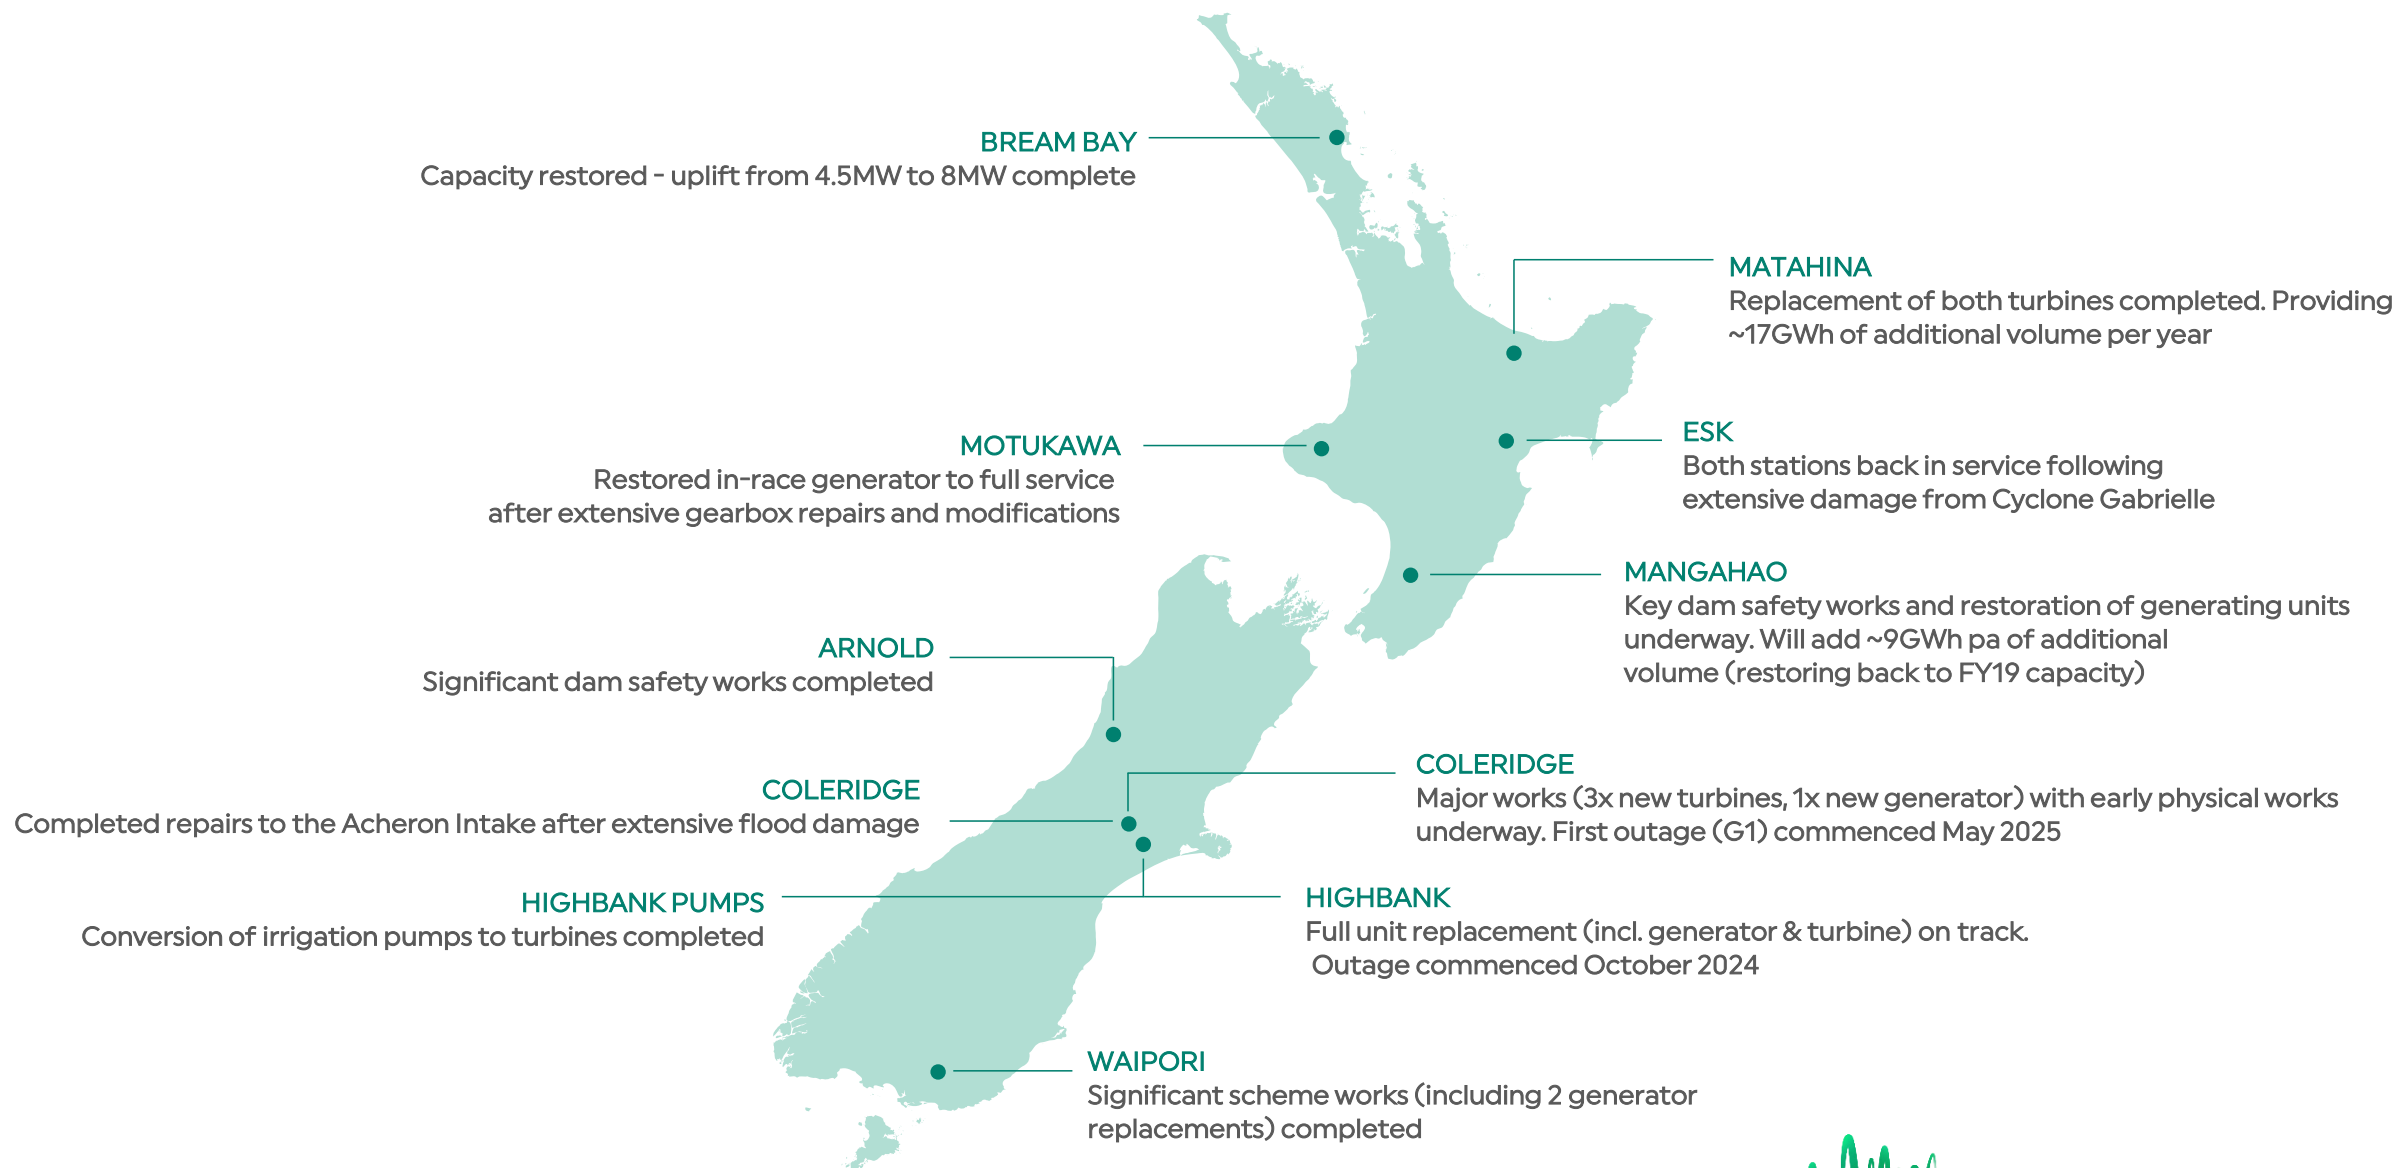 BREAM BAY
Capacity restored - uplift from 4.5MW to 8MW complete
MATAHINA
Replacement of both turbines completed. Providing
~17GWh of additional volume per year
MOTUKAWA
Restored in-race generator to full service
after extensive gearbox repairs and modifications
ESK
Both stations back in service following
extensive damage from Cyclone Gabrielle
MANGAHAO
Key dam safety works and restoration of generating units
underway. Will add ~9GWh pa of additional
volume (restoring back to FY19 capacity)
ARNOLD
Significant dam safety works completed
COLERIDGE
Completed repairs to the Acheron Intake after extensive flood damage
COLERIDGE
Major works (3x new turbines, 1x new generator) with early physical works
underway. First outage (G1) commenced May 2025
HIGHBANK PUMPS
Conversion of irrigation pumps to turbines completed
HIGHBANK
Full unit replacement (incl. generator & turbine) on track.
Outage commenced October 2024
WAIPORI
Significant scheme works (including 2 generator
replacements) completed